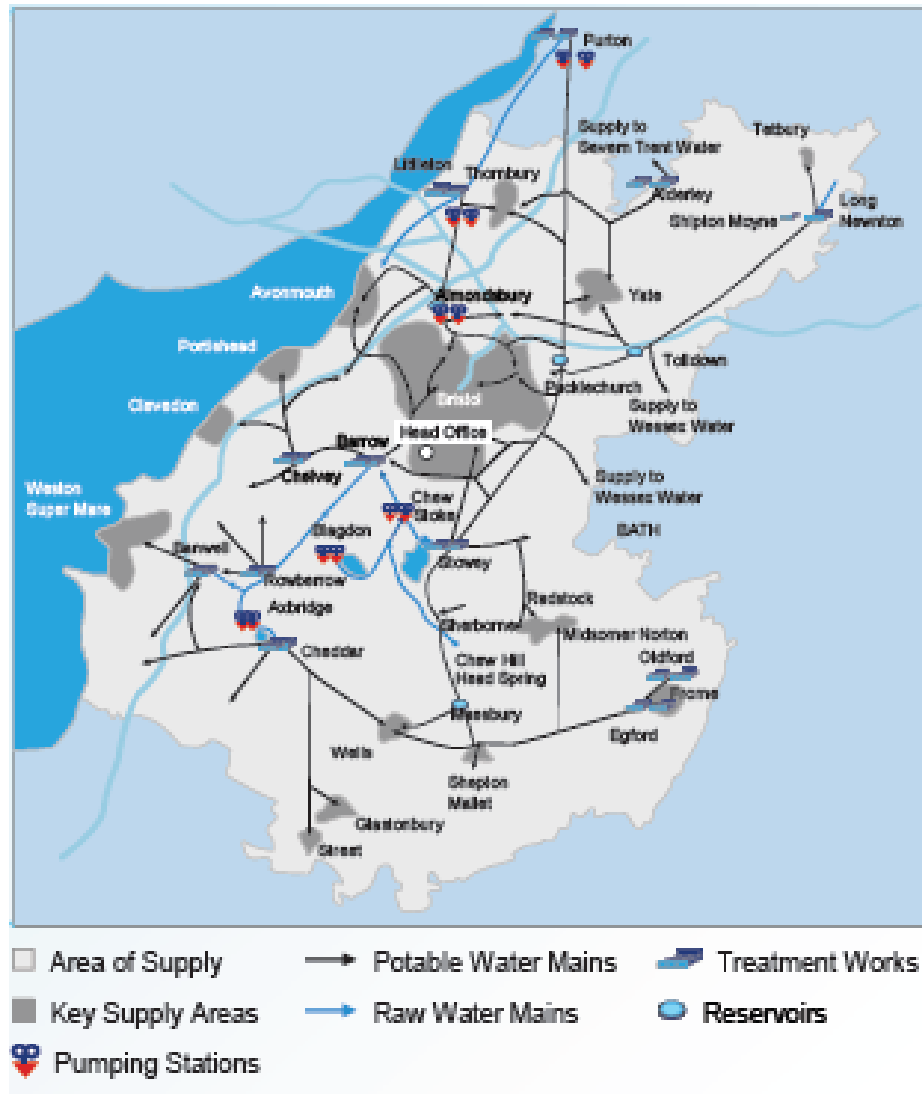 Purton
Supply to
Severn Trent Water
Tetbury
Littleton
Thornbury
Alderley
Long
Newnton
Shipton Moyne
Avonmouth
Almondsbury
Yate
Portishead
Tolldown
Pucklechurch
Clevedon
Bristol
Supply to
Wessex Water
Head Office
Barrow
Chelvey
Supply to
Wessex Water
Weston
Super Mare
Chew
Stoke
Blagdon
BATH
Banwell
Stowey
Rowberrow
Axbridge
Radstock
Sherborne
Midsomer Norton
Cheddar
Chew Hill
Head Spring
Oldford
Frome
Maesbury
Egford
Wells
Shepton
Mallet
Glastonbury
Street
Area of Supply
Potable Water Mains
Treatment Works
Key Supply Areas
Raw Water Mains
Reservoirs
Pumping Stations